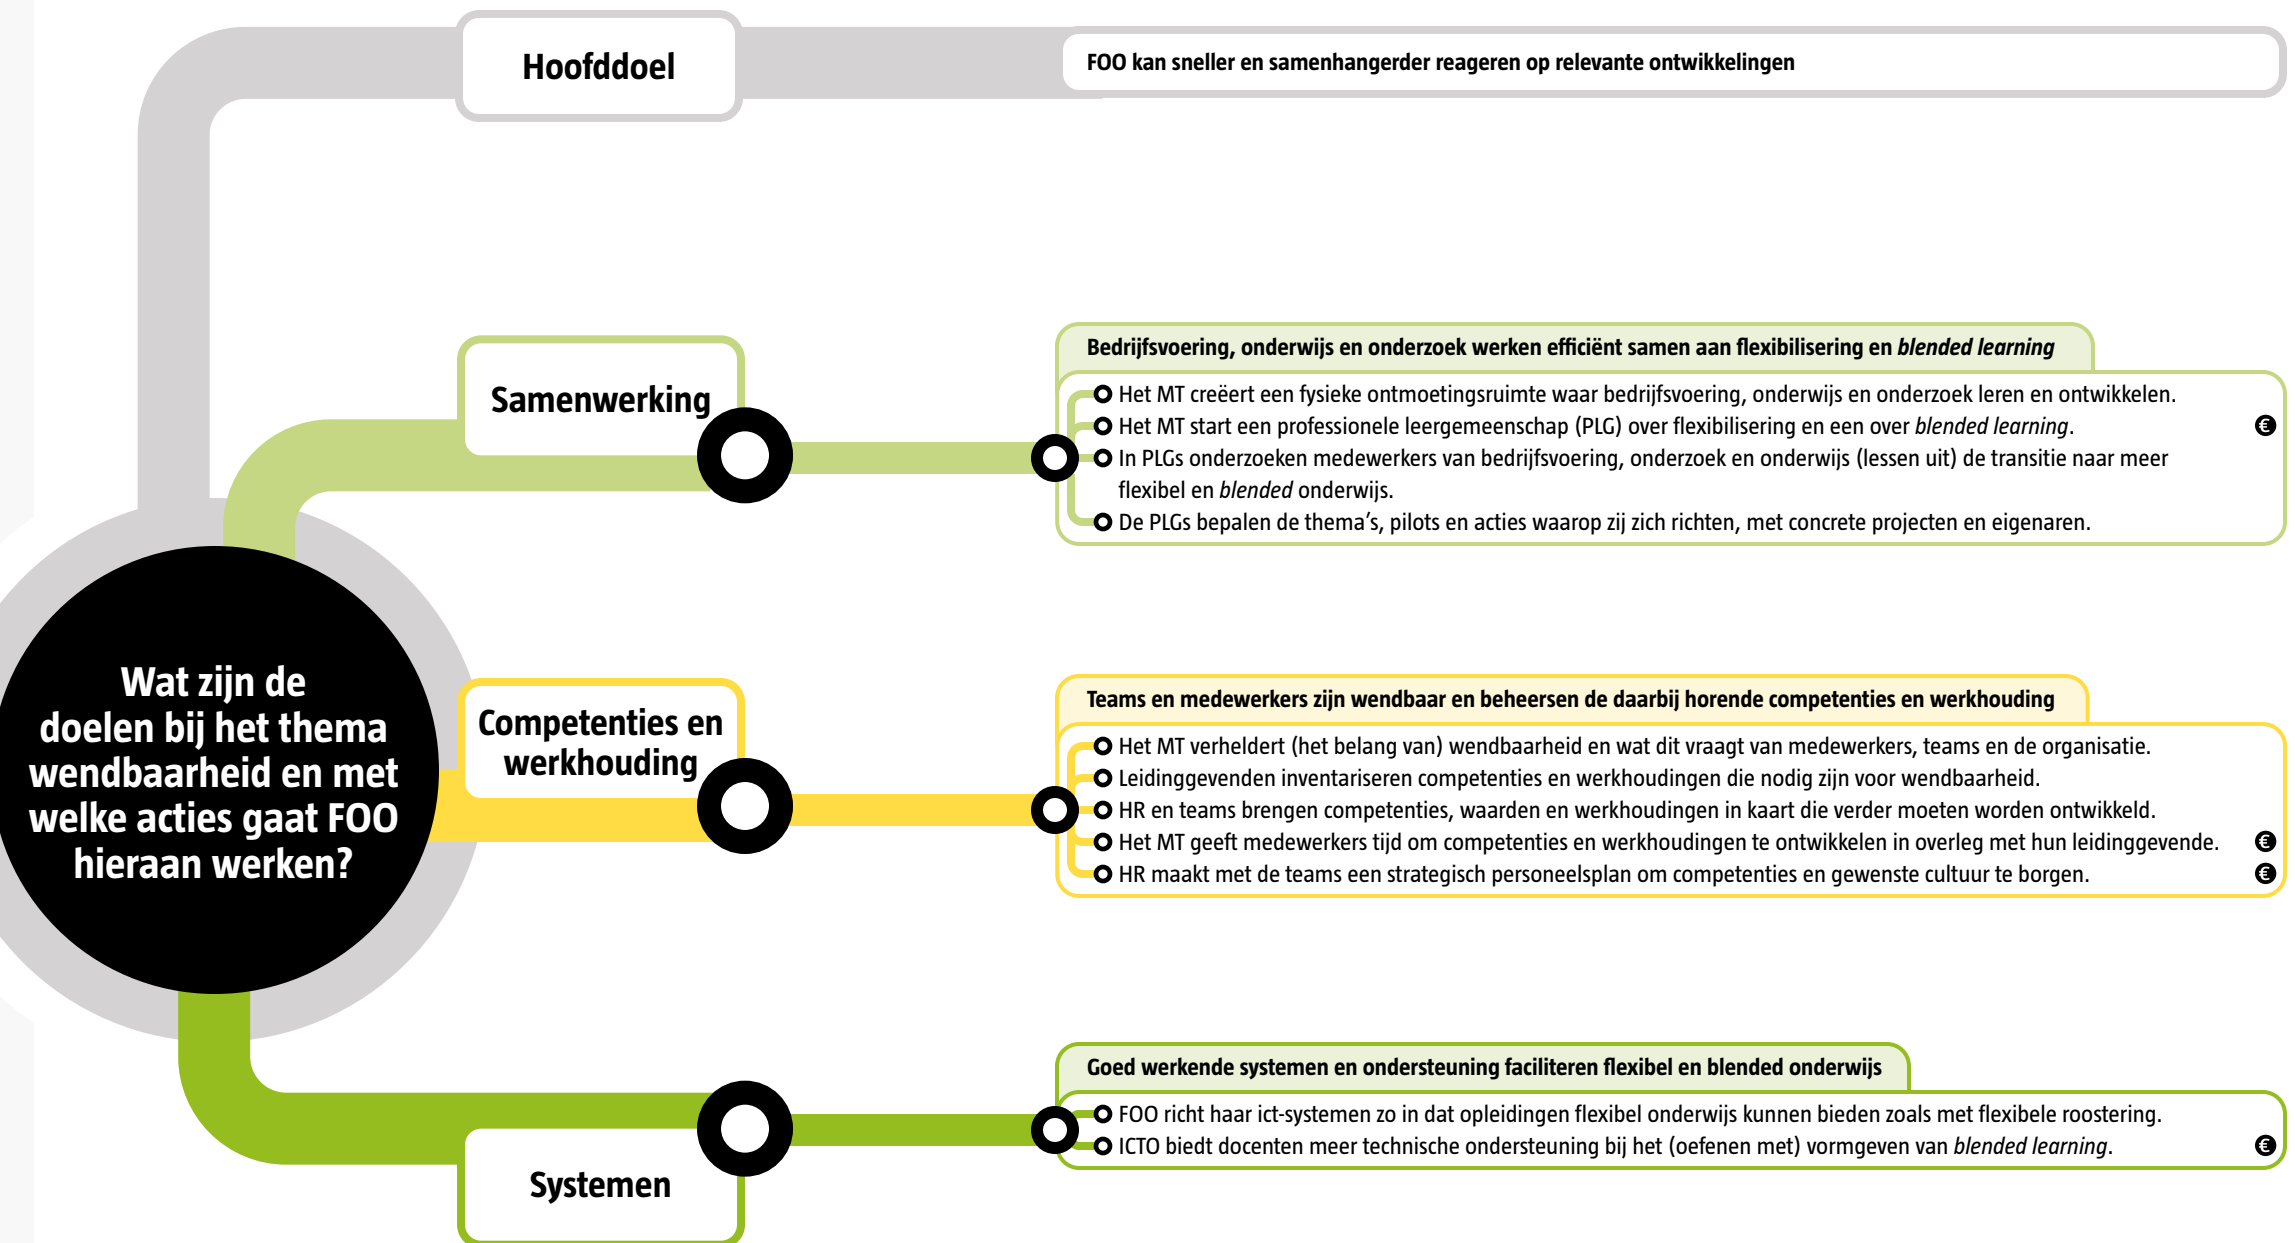 Hoofddoel
FOO kan sneller en samenhangerder reageren op relevante ontwikkelingen
Samenwerking
Bedrijfsvoering, onderwijs en onderzoek werken efficiënt samen aan flexibilisering en blended learning
Het MT creëert een fysieke ontmoetingsruimte waar bedrijfsvoering, onderwijs en onderzoek leren en ontwikkelen.
Het MT start een professionele leergemeenschap (PLG) over flexibilisering en een over blended learning. €
In PLGs onderzoeken medewerkers van bedrijfsvoering, onderzoek en onderwijs (lessen uit) de transitie naar meer
flexibel en blended onderwijs.
De PLGs bepalen de thema's, pilots en acties waarop zij zich richten, met concrete projecten en eigenaren.
Wat zijn de
doelen bij het thema
wendbaarheid en met
welke acties gaat FOO
hieraan werken?
Competenties en
werkhouding
Teams en medewerkers zijn wendbaar en beheersen de daarbij horende competenties en werkhouding
Het MT verheldert (het belang van) wendbaarheid en wat dit vraagt van medewerkers, teams en de organisatie.
Leidinggevenden inventariseren competenties en werkhoudingen die nodig zijn voor wendbaarheid.
HR en teams brengen competenties, waarden en werkhoudingen in kaart die verder moeten worden ontwikkeld.
Het MT geeft medewerkers tijd om competenties en werkhoudingen te ontwikkelen in overleg met hun leidinggevende. €
HR maakt met de teams een strategisch personeelsplan om competenties en gewenste cultuur te borgen. €
Systemen
Goed werkende systemen en ondersteuning faciliteren flexibel en blended onderwijs
FOO richt haar ict-systemen zo in dat opleidingen flexibel onderwijs kunnen bieden zoals met flexibele roostering.
ICTO biedt docenten meer technische ondersteuning bij het (oefenen met) vormgeven van blended learning. €